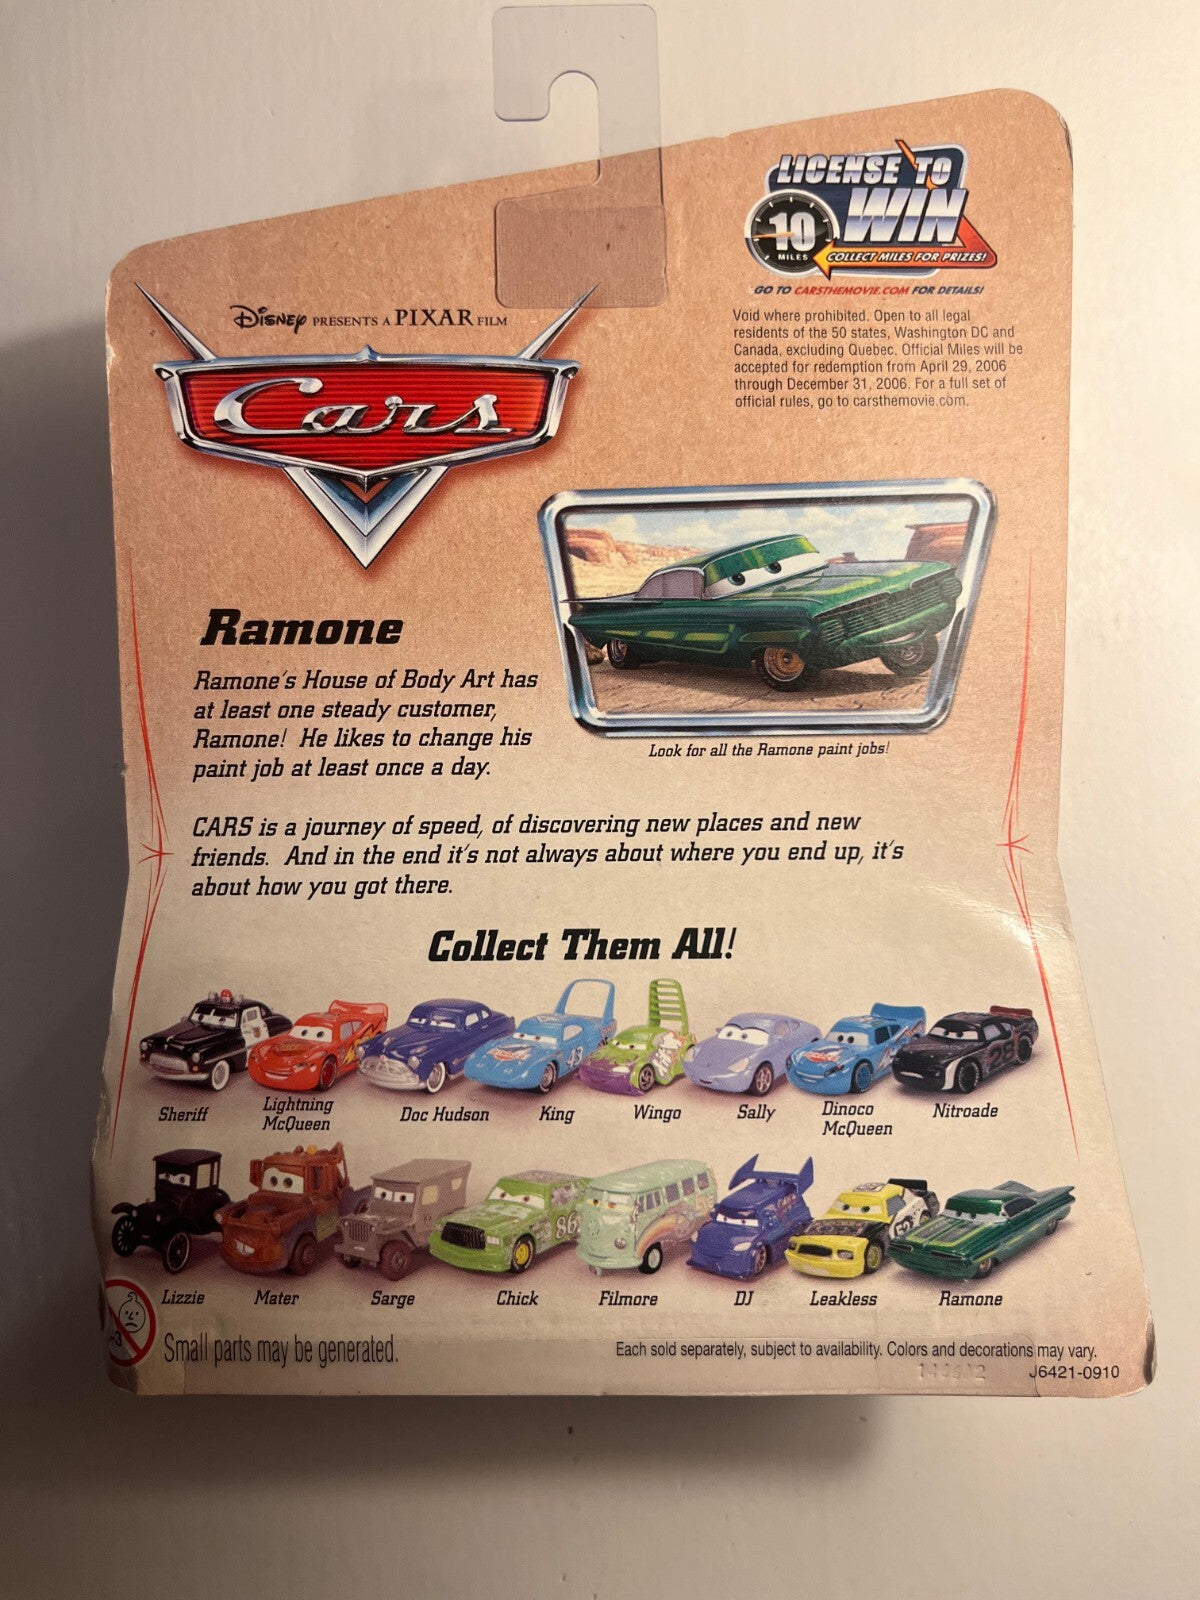 LICENSE TO
WIN
10
MILES
COLLECT MILES FOR PRIZES!
GO TO CARSTHEMOVIE.COM FOR DETAILS!
Void where prohibited. Open to all legal
residents of the 50 states, Washington DC and
Canada, excluding Quebec. Official Miles will be
accepted for redemption from April 29, 2006
through December 31, 2006. For a full set of
official rules, go to carsthemovie.com.
Disney PRESENTS A PIXAR FILM
Cars
Ramone
Ramone's House of Body Art has
at least one steady customer,
Ramone! He likes to change his
paint job at least once a day.
Look for all the Ramone paint jobs!
CARS is a journey of speed, of discovering new places and new
friends. And in the end it's not always about where you end up, it's
about how you got there.
Collect Them All!
43
28
Sheriff
Lightning
McQueen
Doc Hudson
King
Wingo
Sally
Dinoco
McQueen
Nitroade
86
52
Lizzie
Mater
Sarge
Chick
Filmore
DJ
Leakless
Ramone
Small parts may be generated.
Each sold separately, subject to availability. Colors and decorations may vary.
J6421-0910